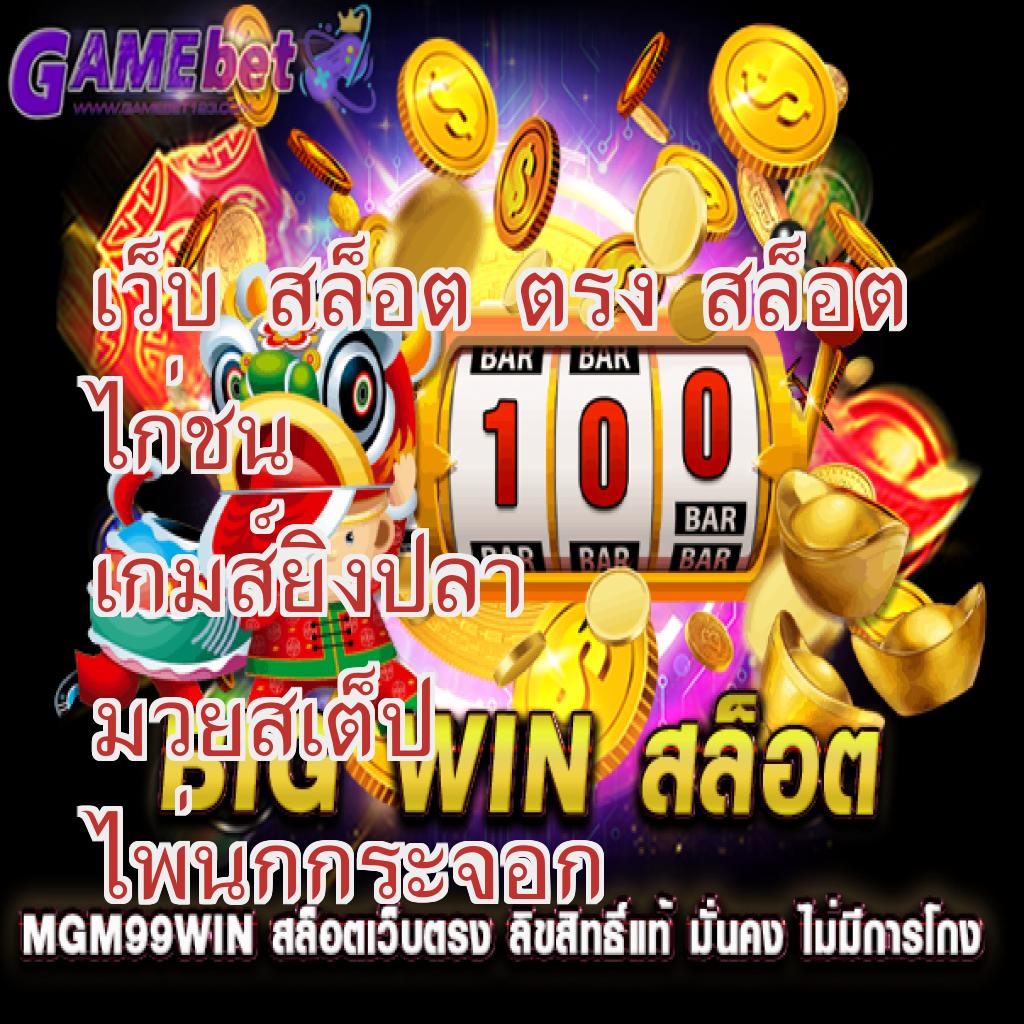 GAMEbet
เว็บ สล็อต ตรง สล็อต
BAR BAR
ไก่ชน
1 0 0
BAR
เกมส์ยิงปลา
BAR BAR BAR
มวยสเต็ป
BIG WIN สล็อต
ไพ่นกกระจอก
MGM99WIN สล็อตเว็บตรง ลิขสิทธิ์แท้ มั่นคง ไม่มีการโกง